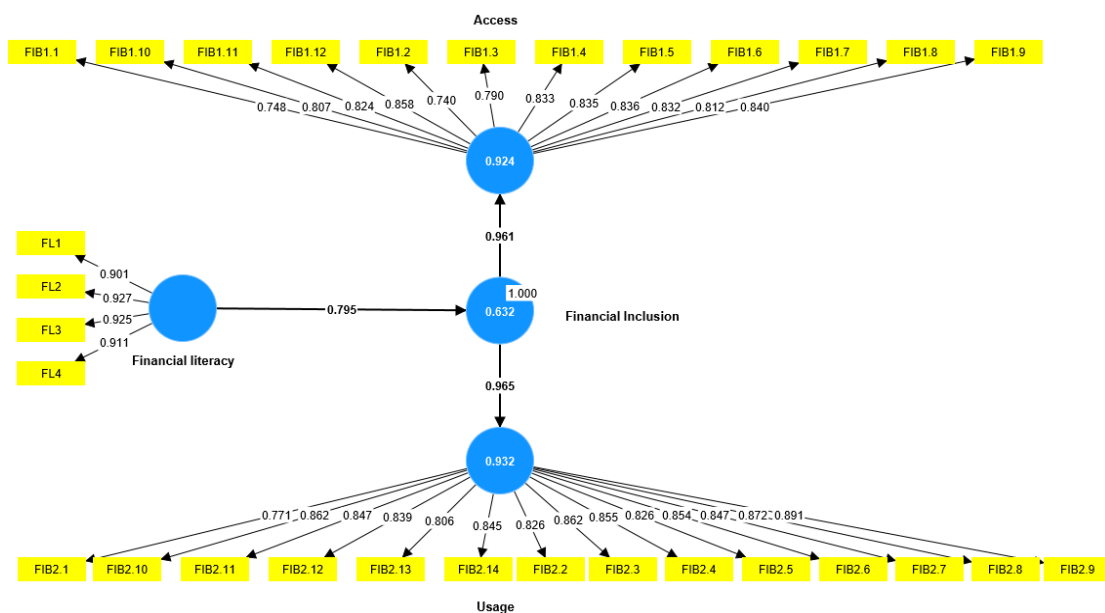 Access
FIB1.1 FIB1.10 FIB1.11 FIB1.12 FIB1.2 FIB1.3 FIB1.4 FIB1.5 FIB1.6 FIB1.7 FIB1.8 FIB1.9
0.748 0.807 0.824 0.858 0.740 0.790 0.833 0.835 0.836 0.832 0.812 0.840
0.924
0.961
FL1
FL2
FL3
FL4
0.901
0.927
0.925
0.911
Financial literacy
0.795
1.000
0.632
Financial Inclusion
0.965
0.932
0.771 0.862 0.847 0.839 0.806 0.845 0.826 0.862 0.855 0.826 0.854 0.847 0.872 0.891
FIB2.1 FIB2.10 FIB2.11 FIB2.12 FIB2.13 FIB2.14 FIB2.2 FIB2.3 FIB2.4 FIB2.5 FIB2.6 FIB2.7 FIB2.8 FIB2.9
Usage